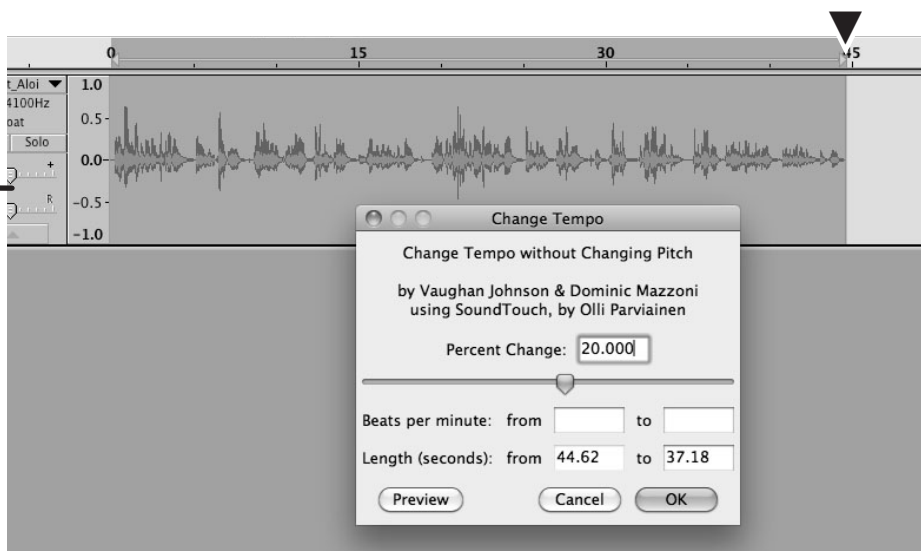 0 15 30 45
t_Aloi 1.0
4100Hz
oat 0.5
Solo
0.0
+
R
-0.5
-1.0
Change Tempo
Change Tempo without Changing Pitch
by Vaughan Johnson & Dominic Mazzoni
using SoundTouch, by Olli Parviainen
Percent Change: 20.000
Beats per minute: from to
Length (seconds): from 44.62 to 37.18
Preview Cancel OK